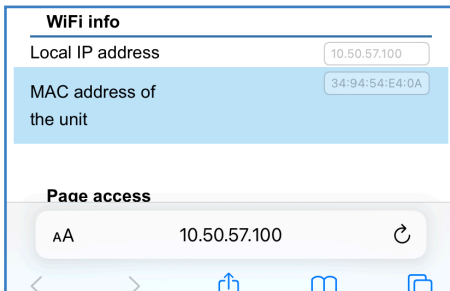 WiFi info
Local IP address 10.50.57.100
MAC address of the unit 34:94:54:E4:0A
Page access
AA 10.50.57.100